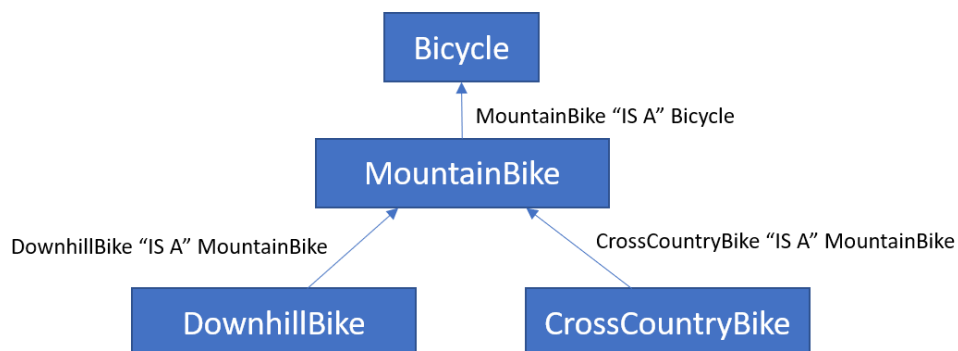 Bicycle
MountainBike “IS A” Bicycle
MountainBike
DownhillBike “IS A” MountainBike
CrossCountryBike “IS A” MountainBike
DownhillBike
CrossCountryBike